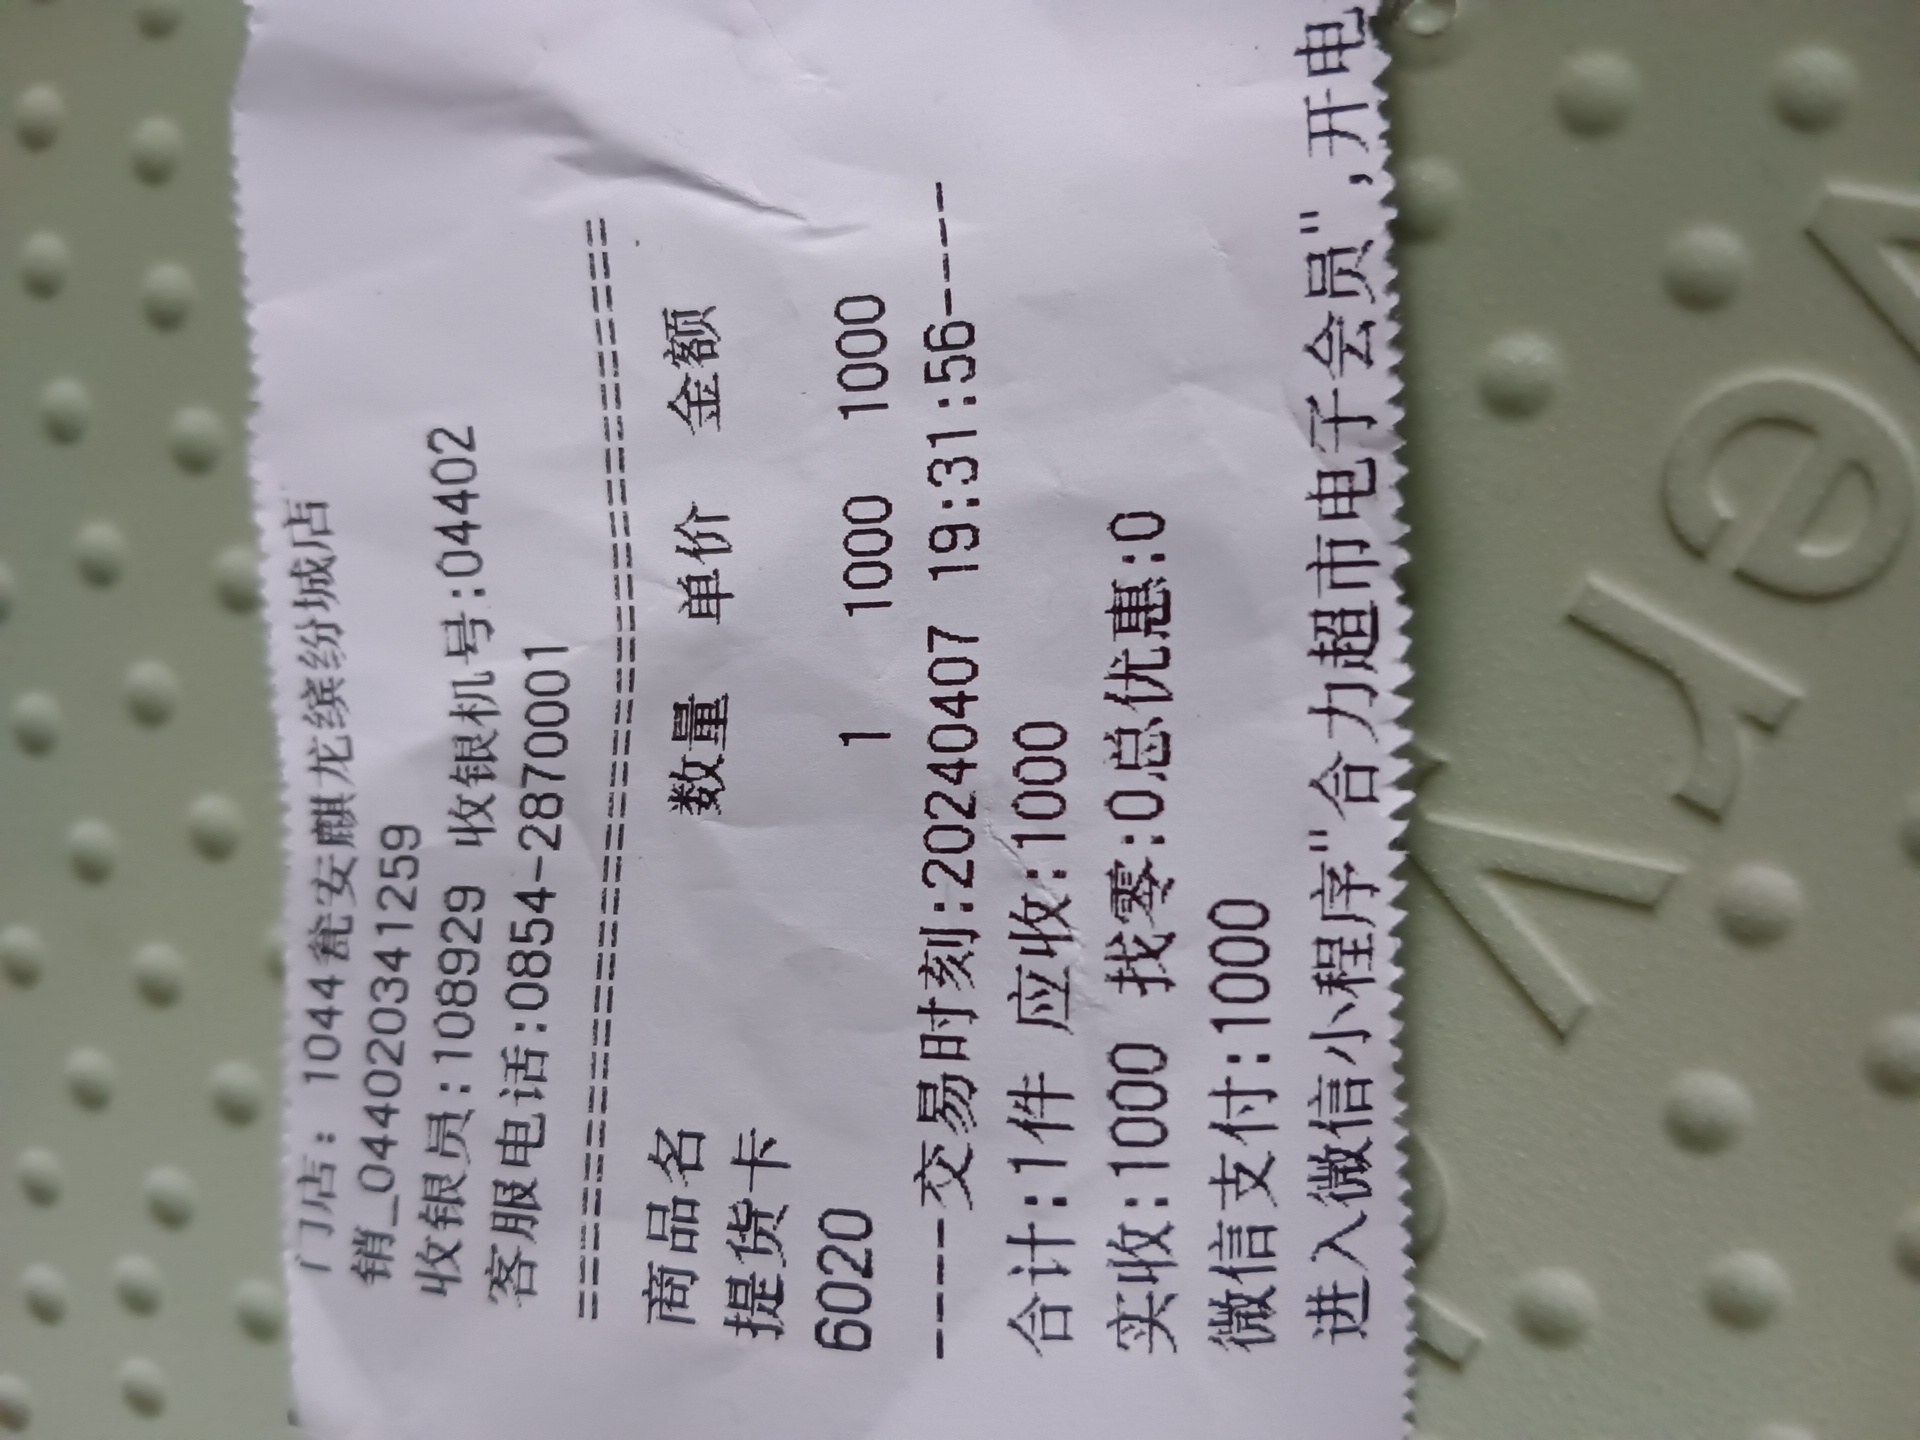 门店: 1044瓮安麒龙缤纷城店
销_044020341259
收银员:108929 收银机号:04402
客服电话:0854-2870001
========================================
商品名 数量 单价 金额
提货卡
6020 1 1000 1000
-----交易时刻:20240407 19:31:56-----
合计:1件 应收:1000
实收:1000 找零:0总优惠:0
微信支付:1000
进入微信小程序"合力超市电子会员",开电